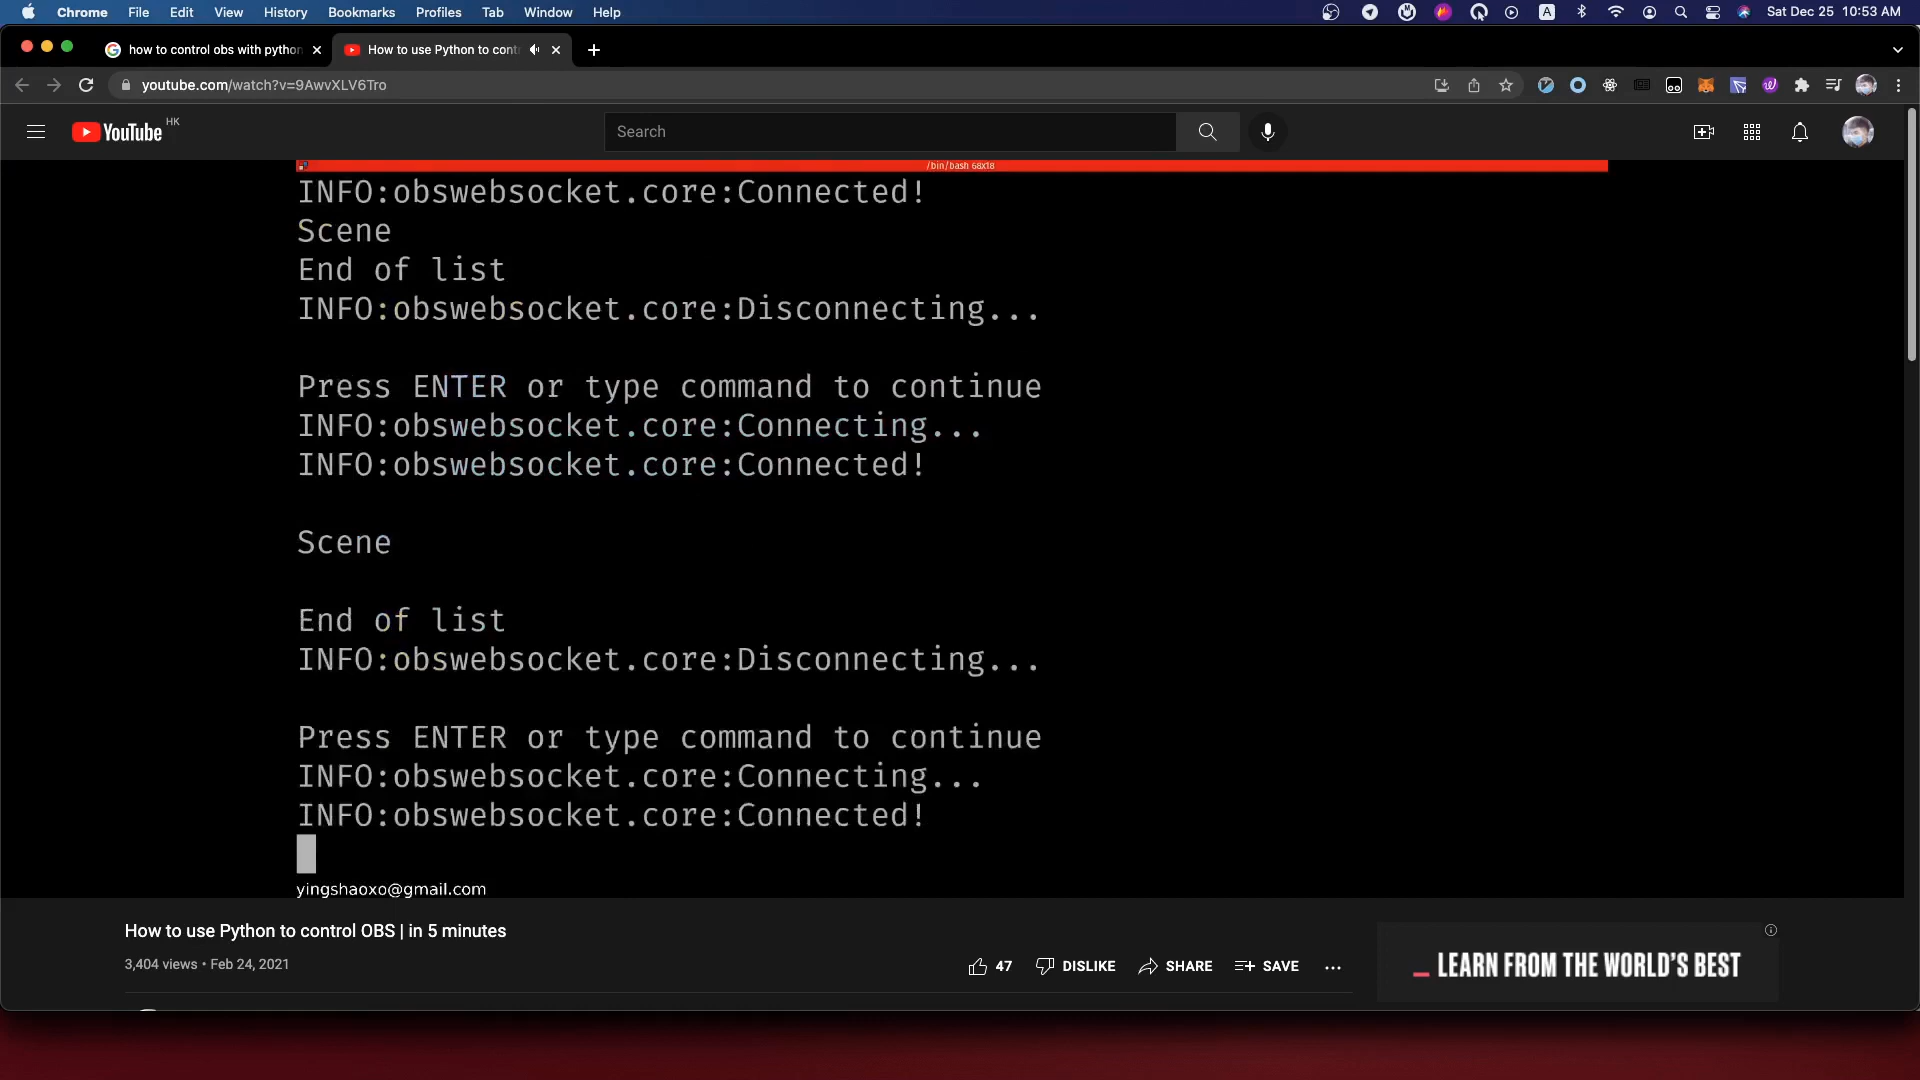 Chrome File Edit View History Bookmarks Profiles Tab Window Help A Sat Dec 25 10:53 AM
how to control obs with python
How to use Python to cont
youtube.com/watch?v=9AwvXLV6Tro
YouTube HK
Search
/bin/bash 68x18
INFO:obswebsocket.core:Connected!
Scene
End of list
INFO:obswebsocket.core:Disconnecting...
Press ENTER or type command to continue
INFO:obswebsocket.core:Connecting...
INFO:obswebsocket.core:Connected!
Scene
End of list
INFO:obswebsocket.core:Disconnecting...
Press ENTER or type command to continue
INFO:obswebsocket.core:Connecting...
INFO:obswebsocket.core:Connected!
yingshaoxo@gmail.com
How to use Python to control OBS | in 5 minutes
3,404 views • Feb 24, 2021
47 DISLIKE SHARE SAVE
LEARN FROM THE WORLD'S BEST